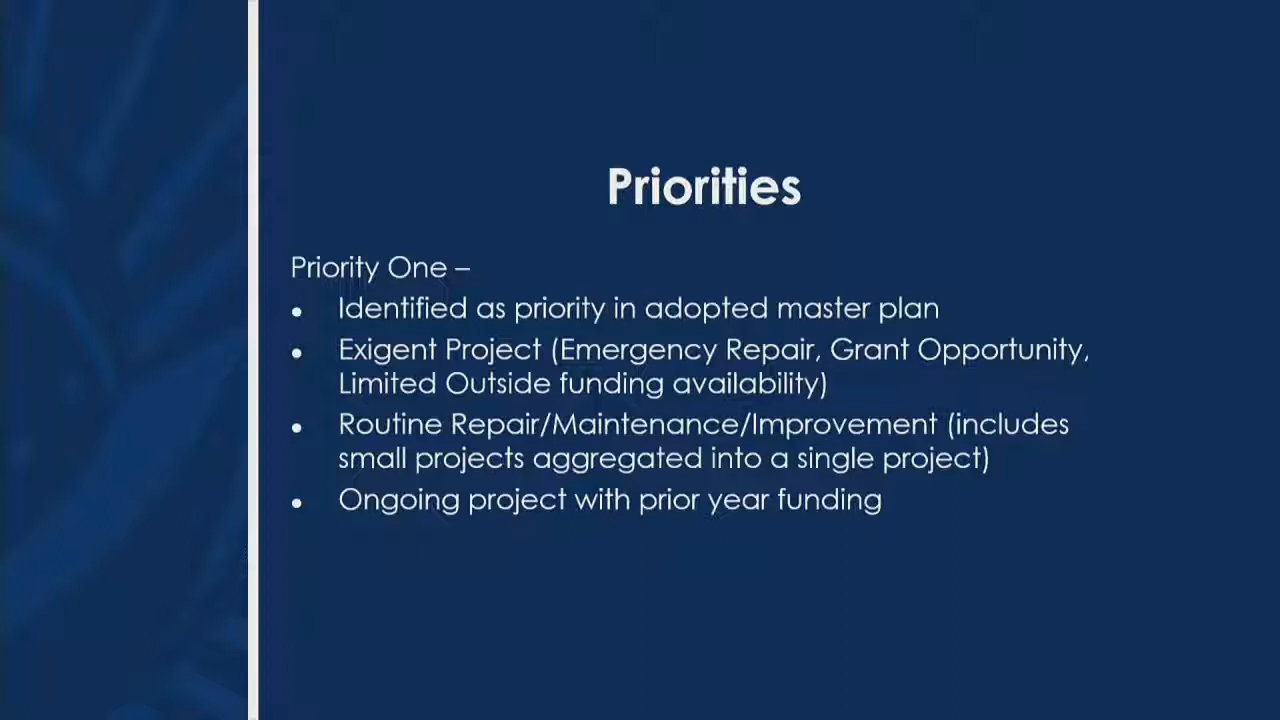 Priorities
Priority One –
• Identified as priority in adopted master plan
• Exigent Project (Emergency Repair, Grant Opportunity,
Limited Outside funding availability)
• Routine Repair/Maintenance/Improvement (includes
small projects aggregated into a single project)
• Ongoing project with prior year funding